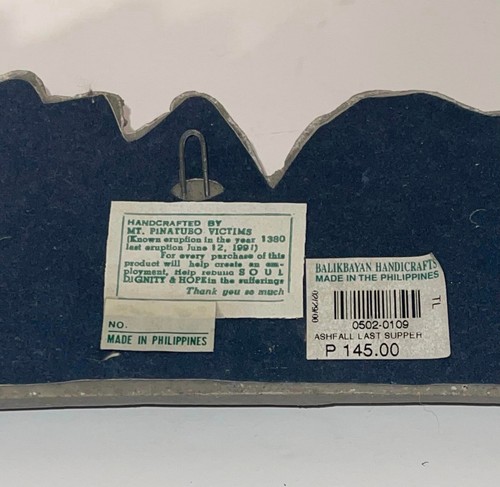 HANDCRAFTED BY
MT. PINATUBO VICTIMS
(Known eruption in the year 1380
last eruption June 12, 1991)
For every purchase of this
product will help create an em-
ployment, Help rebuild SOUL
DIGNITY & HOPE in the sufferings
Thank you so much
NO.
MADE IN PHILIPPINES
BALIKBAYAN HANDICRAFTS
MADE IN THE PHILIPPINES
TL
0502-0109
ASHFALL LAST SUPPER
P 145.00